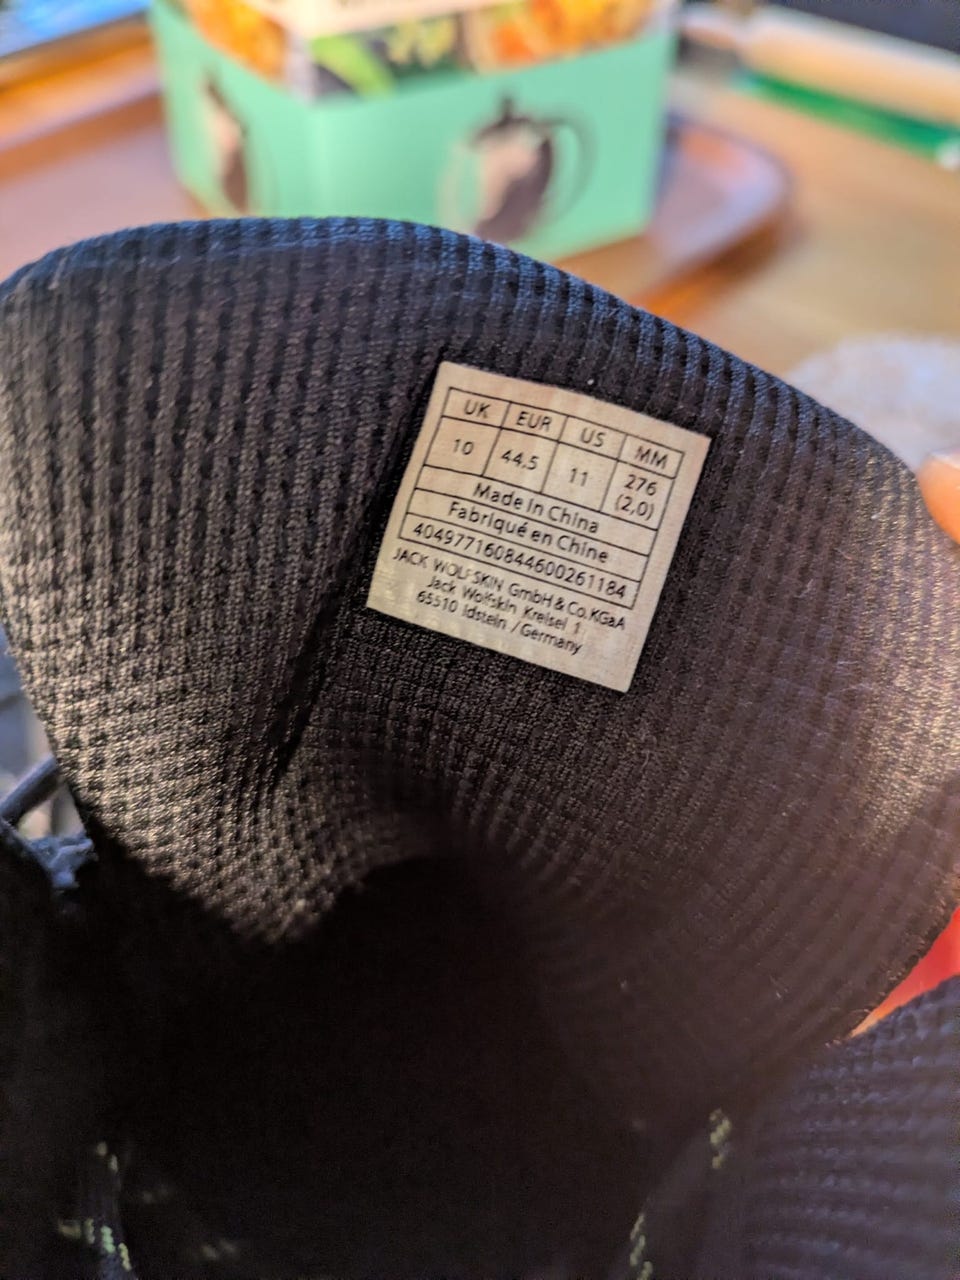 UK EUR US MM
10 44,5 11 276 (2,0)
Made in China
Fabriqué en Chine
404977160844600261184
JACK WOLFSKIN GmbH & Co.KGaA
Jack Wolfskin Kreisel 1
65510 Idstein /Germany